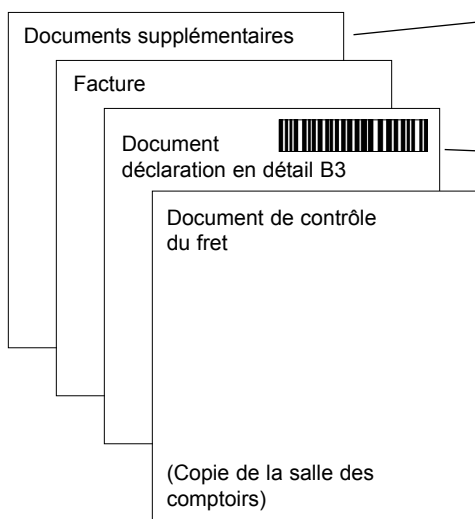 Documents supplémentaires
Facture
Document
déclaration en détail B3
Document de contrôle
du fret
(Copie de la salle des
comptoirs)